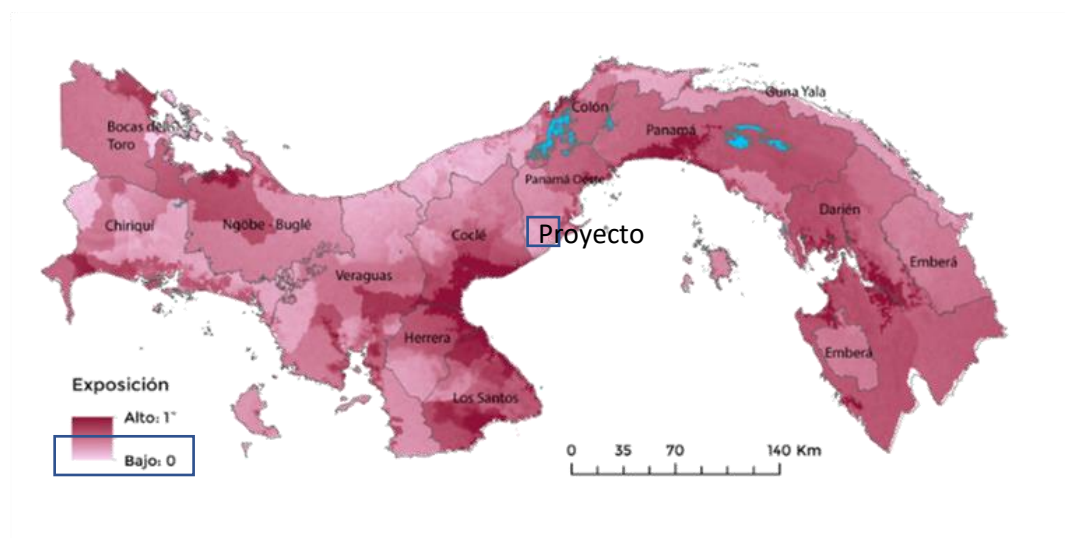 Guna Yala
Colón
Bocas del
Toro
Panamá
Panamá Oeste
Chiriquí
Ngöbe - Buglé
Coclé
Proyecto
Darién
Veraguas
Emberá
Herrera
Emberá
Los Santos
Exposición
Alto: 1
Bajo: 0
0 35 70 140 Km